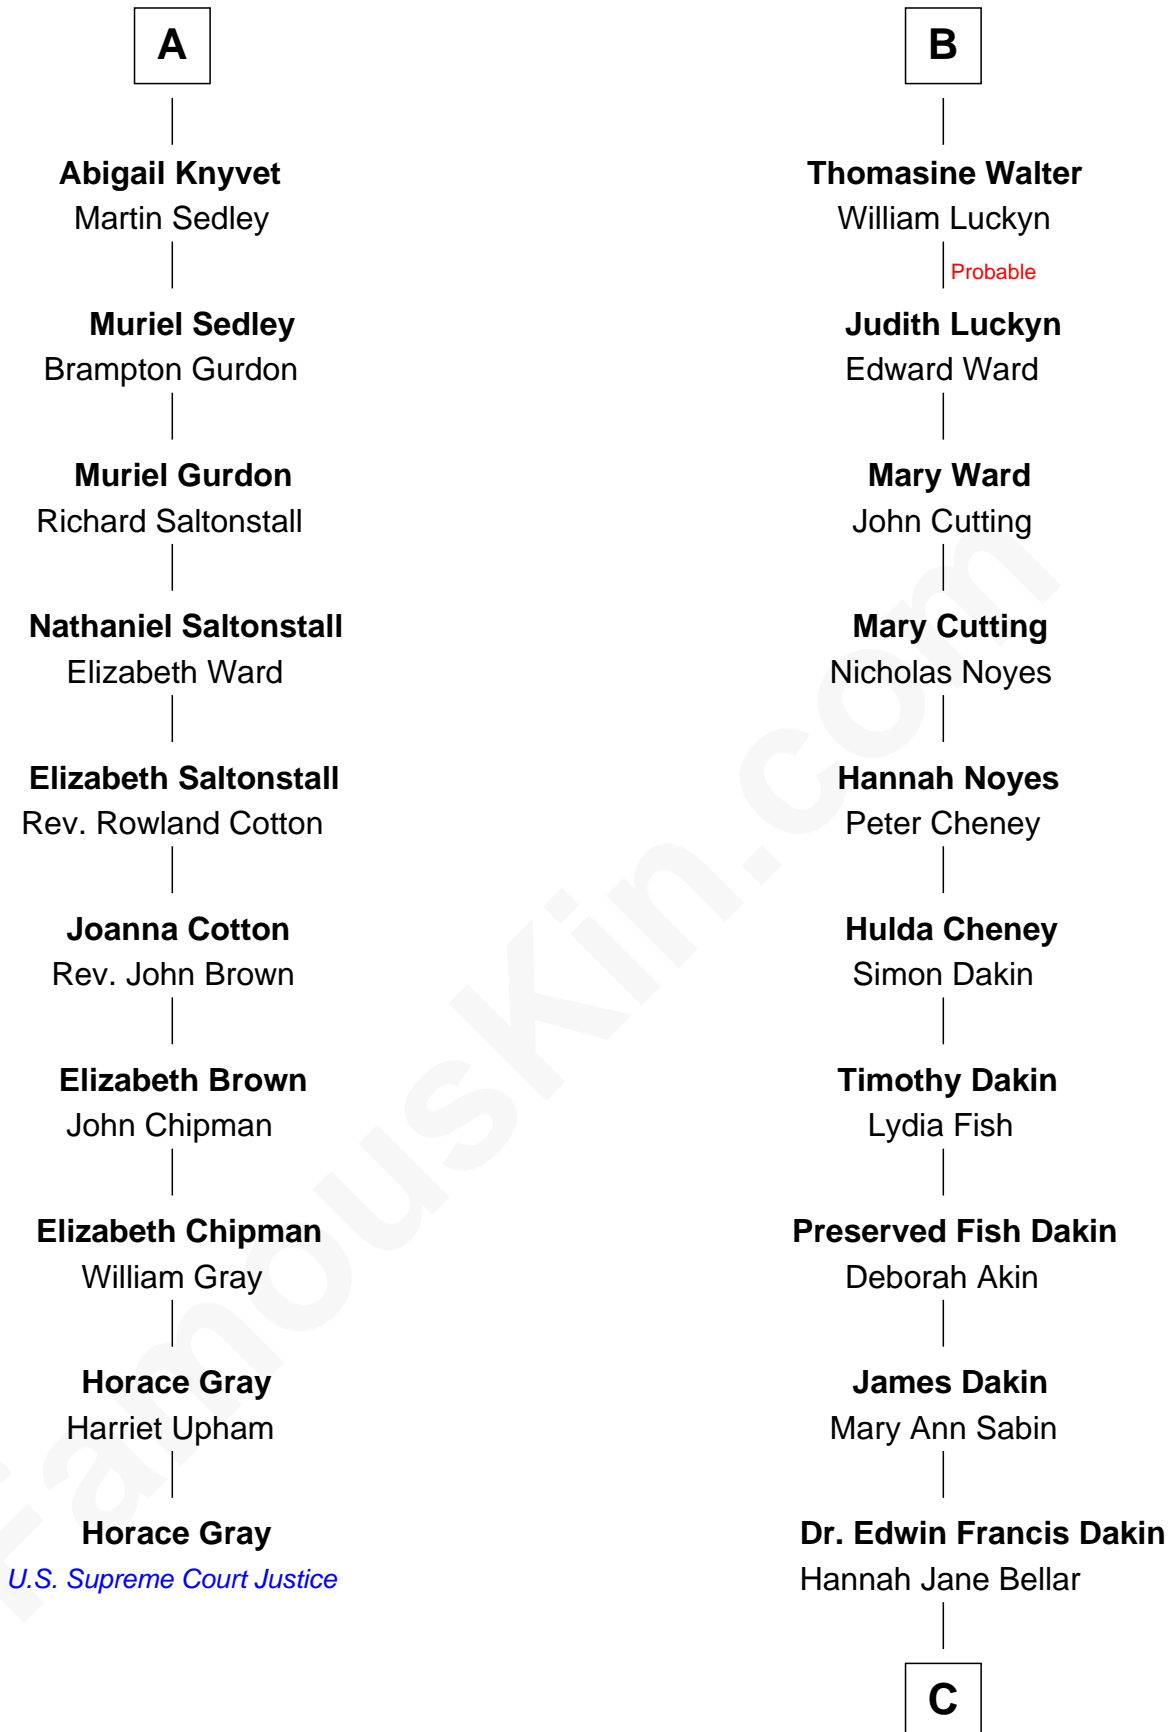 A
Abigail Knyvet
Martin Sedley
Muriel Sedley
Brampton Gurdon
Muriel Gurdon
Richard Saltonstall
Nathaniel Saltonstall
Elizabeth Ward
Elizabeth Saltonstall
Rev. Rowland Cotton
Joanna Cotton
Rev. John Brown
Elizabeth Brown
John Chipman
Elizabeth Chipman
William Gray
Horace Gray
Harriet Upham
Horace Gray
U.S. Supreme Court Justice
B
Thomasine Walter
William Luckyn
Probable
Judith Luckyn
Edward Ward
Mary Ward
John Cutting
Mary Cutting
Nicholas Noyes
Hannah Noyes
Peter Cheney
Hulda Cheney
Simon Dakin
Timothy Dakin
Lydia Fish
Preserved Fish Dakin
Deborah Akin
James Dakin
Mary Ann Sabin
Dr. Edwin Francis Dakin
Hannah Jane Bellar
C
FamousKin.com